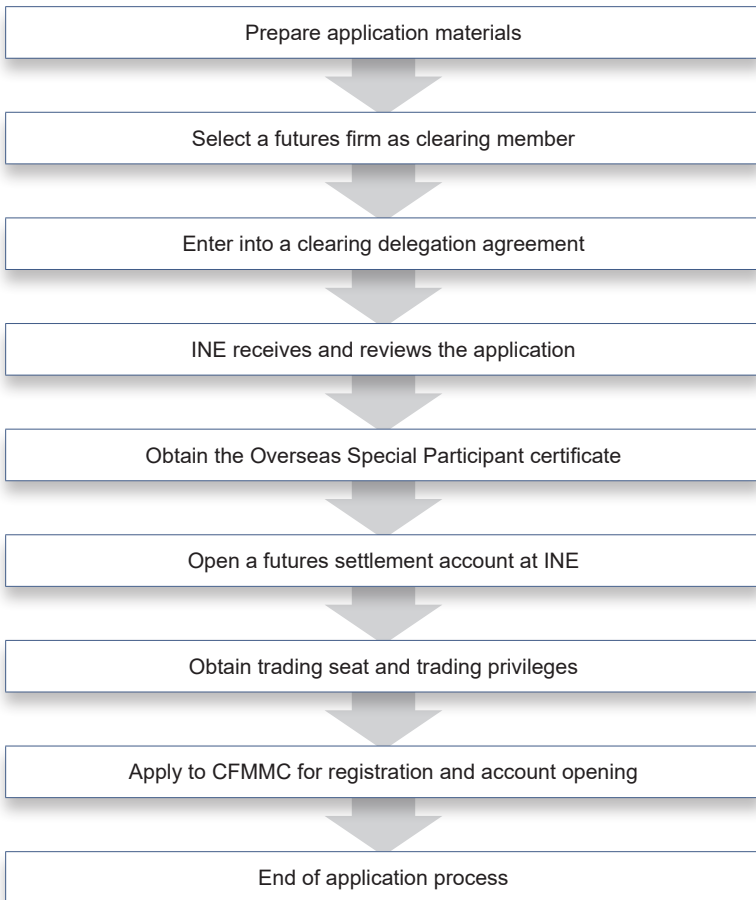 Prepare application materials
Select a futures firm as clearing member
Enter into a clearing delegation agreement
INE receives and reviews the application
Obtain the Overseas Special Participant certificate
Open a futures settlement account at INE
Obtain trading seat and trading privileges
Apply to CFMMC for registration and account opening
End of application process